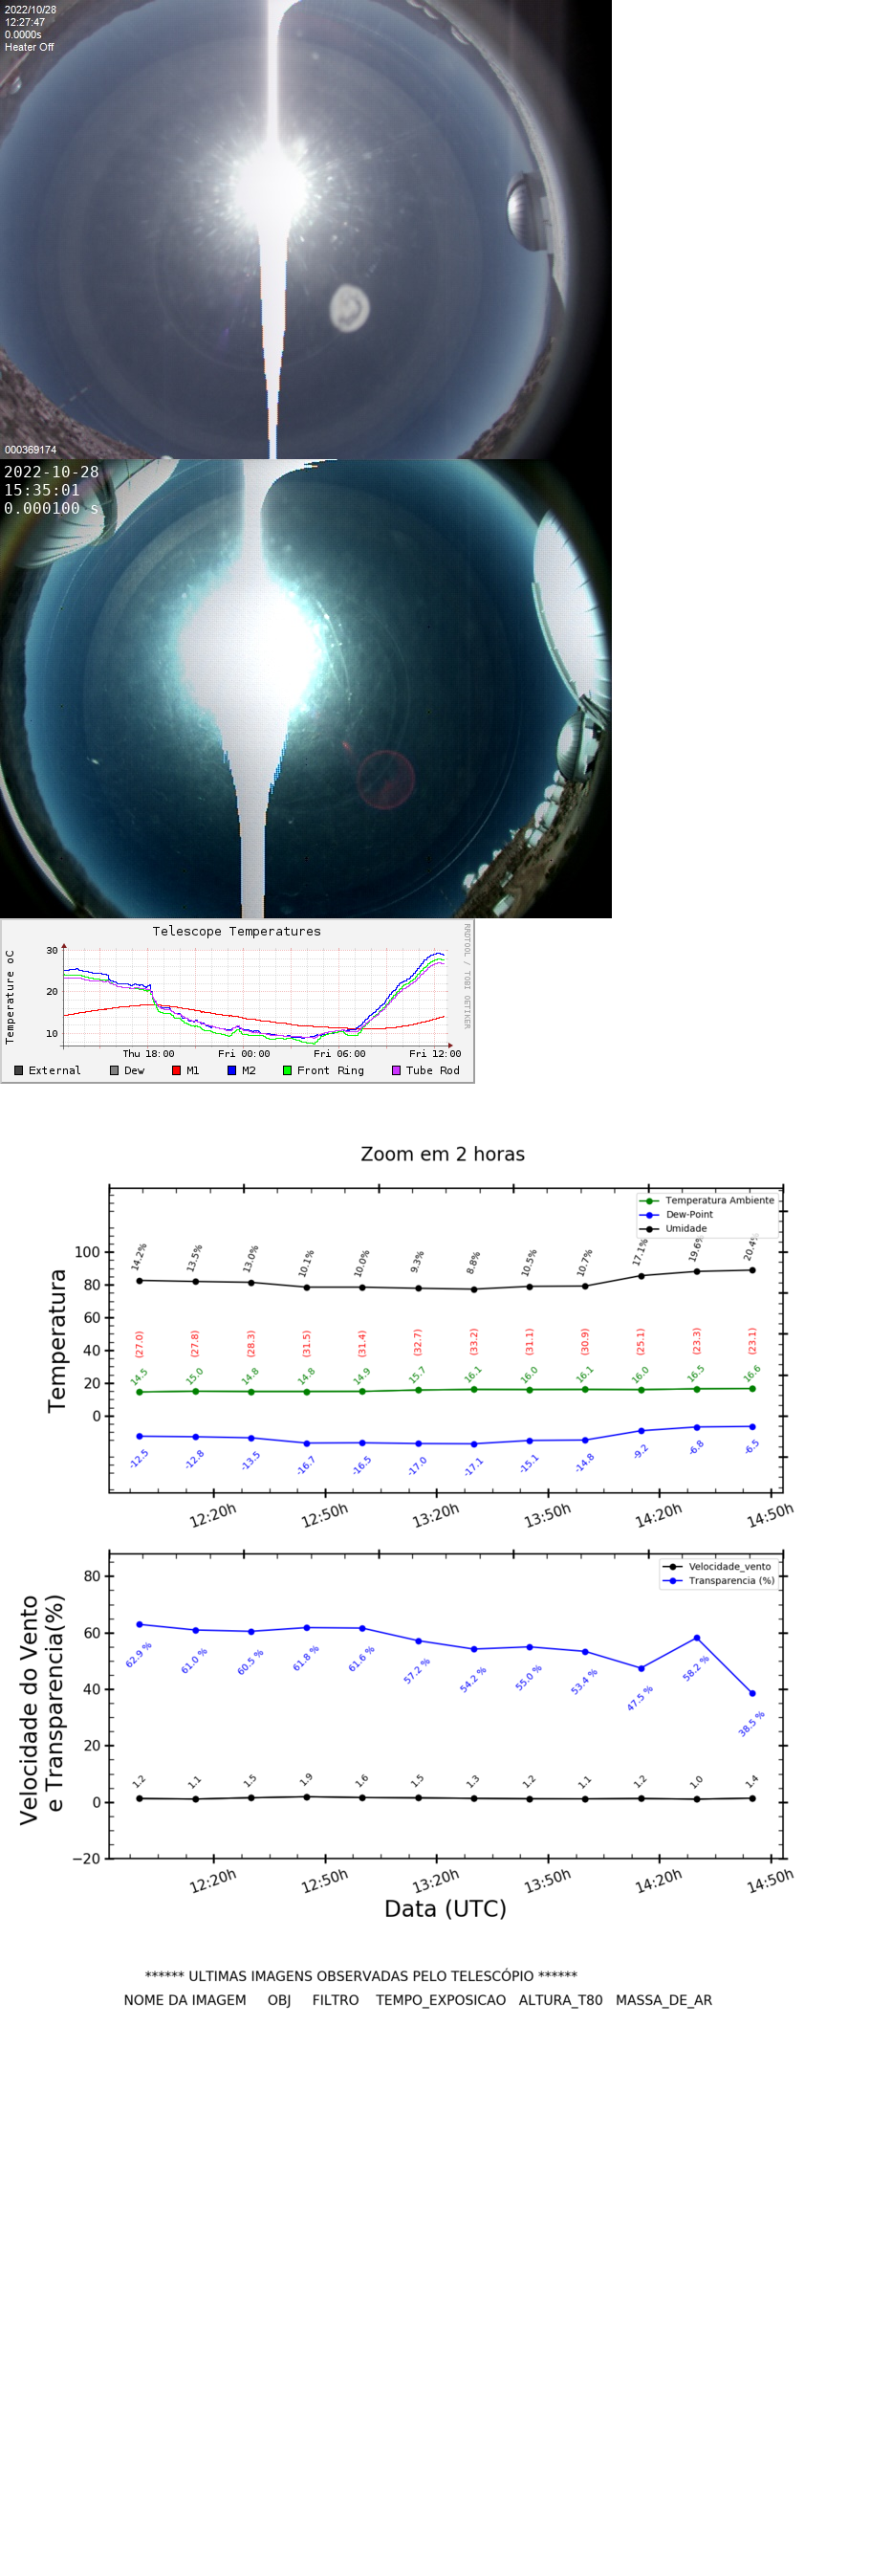 2022/10/28
12:27:47
0.0000s
Heater Off
000369174
2022-10-28
15:35:01
0.000100 s
Telescope Temperatures
RRDTOOL / TOBI OETIKER
Temperature oC
30
20
10
Thu 18:00 Fri 00:00 Fri 06:00 Fri 12:00
External Dew M1 M2 Front Ring Tube Rod
Zoom em 2 horas
Temperatura Ambiente
Dew-Point
Umidade
Temperatura
100
80
60
40
20
0
14.2% 13.5% 13.0% 10.1% 10.0% 9.3% 8.8% 10.5% 10.7% 17.1% 19.6% 20.4%
(27.0) (27.8) (28.3) (31.5) (31.4) (32.7) (33.2) (31.1) (30.9) (25.1) (23.3) (23.1)
14.5 15.0 14.8 14.8 14.9 15.7 16.1 16.0 16.1 16.0 16.5 16.6
-12.5 -12.8 -13.5 -16.7 -16.5 -17.0 -17.1 -15.1 -14.8 -9.2 -6.8 -6.5
12:20h 12:50h 13:20h 13:50h 14:20h 14:50h
Velocidade_vento
Transparencia (%)
Velocidade do Vento
e Transparencia(%)
80
60
40
20
0
−20
62.9 % 61.0 % 60.5 % 61.8 % 61.6 % 57.2 % 54.2 % 55.0 % 53.4 % 47.5 % 58.2 % 38.5 %
1.2 1.1 1.5 1.9 1.6 1.5 1.3 1.2 1.1 1.2 1.0 1.4
12:20h 12:50h 13:20h 13:50h 14:20h 14:50h
Data (UTC)
****** ULTIMAS IMAGENS OBSERVADAS PELO TELESCÓPIO ******
NOME DA IMAGEM OBJ FILTRO TEMPO_EXPOSICAO ALTURA_T80 MASSA_DE_AR